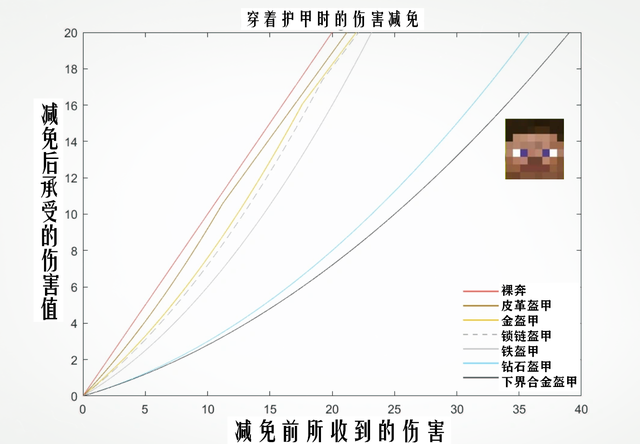 穿着护甲时的伤害减免
减免后承受的伤害值
20
18
16
14
12
10
8
6
4
2
0
0 5 10 15 20 25 30 35 40
减免前所收到的伤害
裸奔
皮革盔甲
金盔甲
锁链盔甲
铁盔甲
钻石盔甲
下界合金盔甲